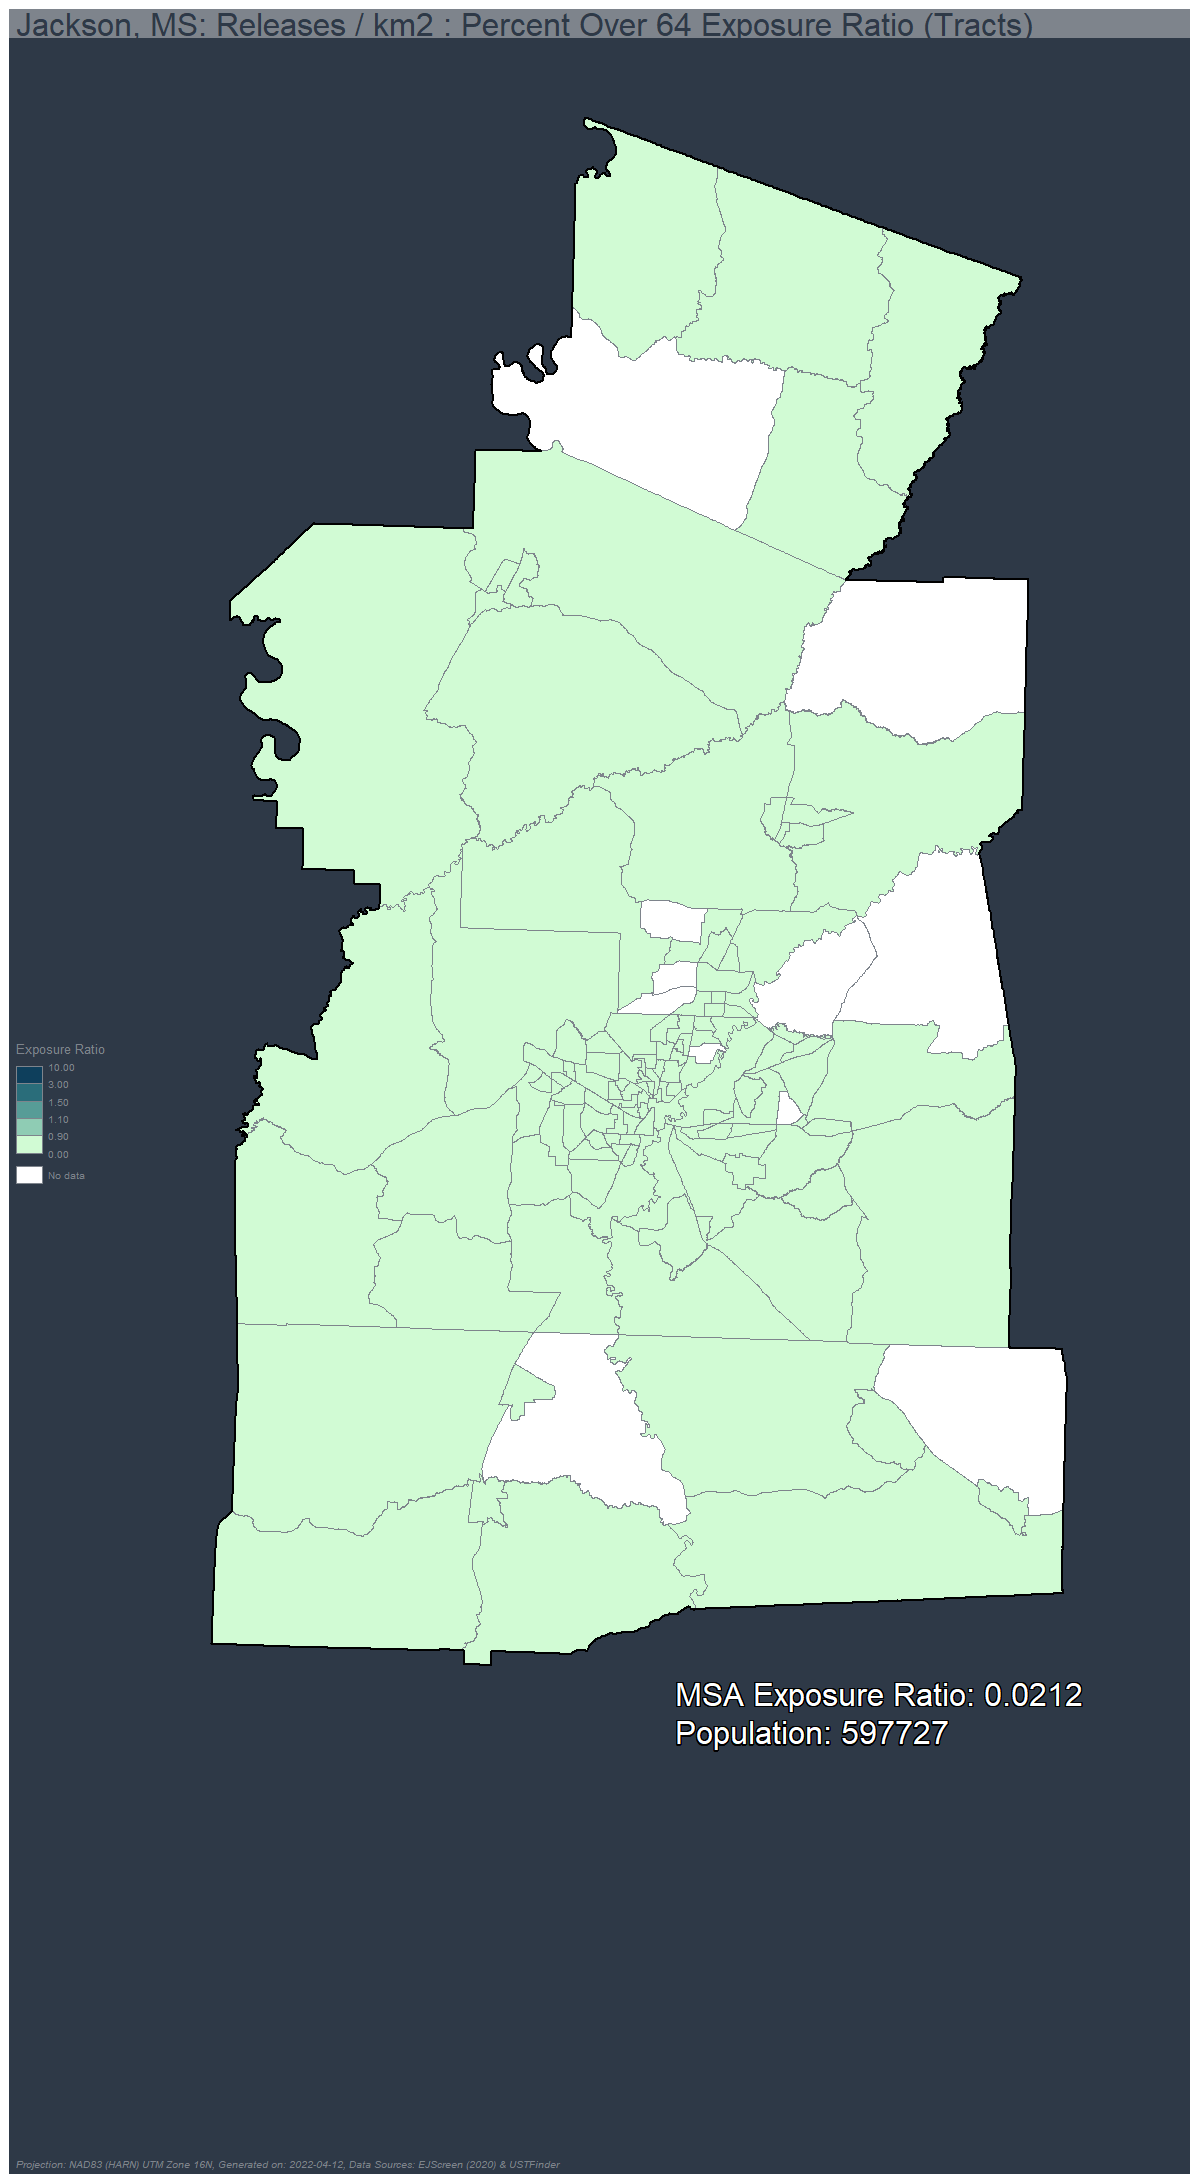 Jackson, MS: Releases / km2 : Percent Over 64 Exposure Ratio (Tracts)
Exposure Ratio
10.00
3.00
1.50
1.10
0.90
0.00
No data
MSA Exposure Ratio: 0.0212
Population: 597727
Projection: NAD83 (HARN) UTM Zone 16N, Generated on: 2022-04-12, Data Sources: EJScreen (2020) & USTFinder